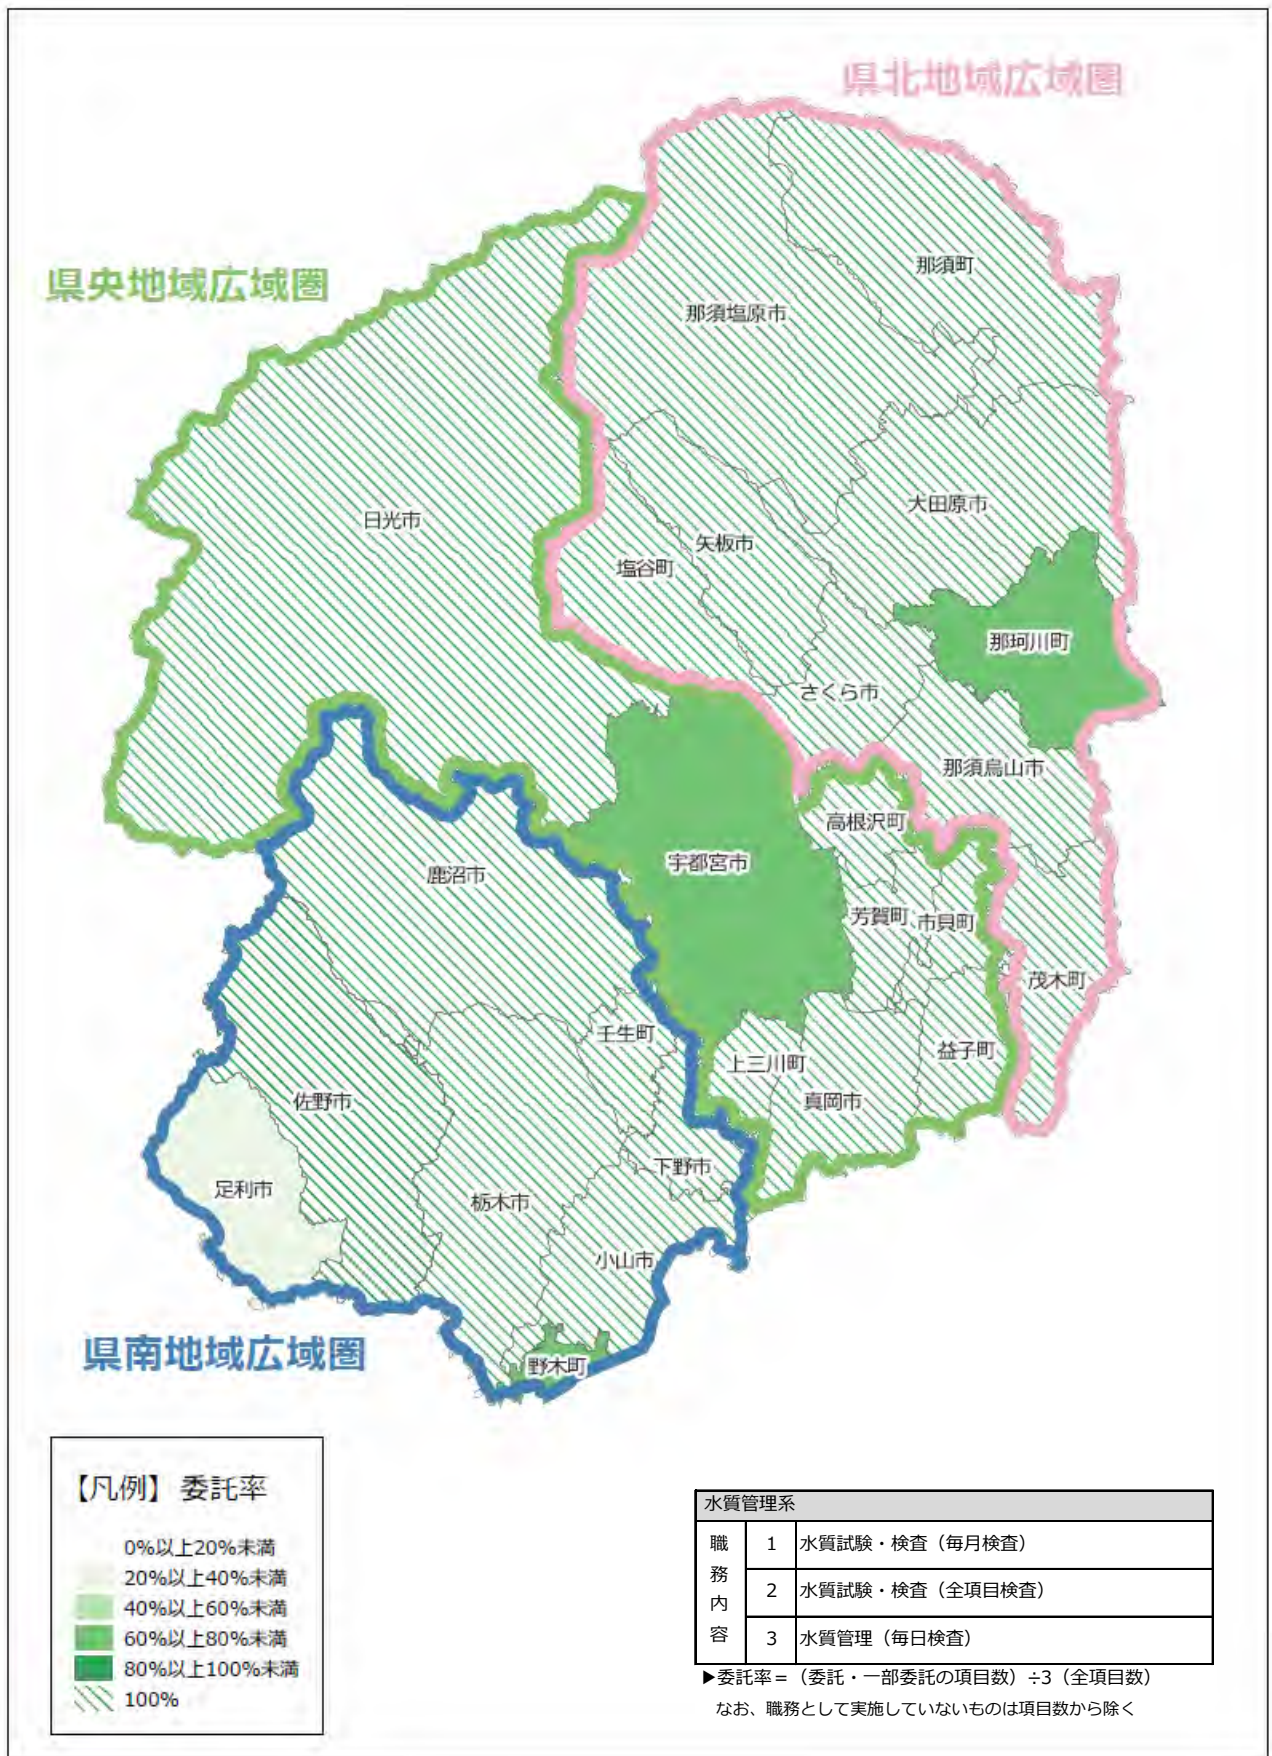 県北地域広域圏
県央地域広域圏
那須町
那須塩原市
大田原市
日光市
矢板市
塩谷町
那珂川町
さくら市
那須烏山市
高根沢町
宇都宮市
鹿沼市
芳賀町
市貝町
茂木町
壬生町
益子町
上三川町
佐野市
真岡市
下野市
足利市
栃木市
小山市
県南地域広域圏
野木町
【凡例】 委託率
0%以上20%未満
20%以上40%未満
40%以上60%未満
60%以上80%未満
80%以上100%未満
100%
水質管理系
職務内容
1 水質試験・検査（毎月検査）
2 水質試験・検査（全項目検査）
3 水質管理（毎日検査）
▶委託率＝（委託・一部委託の項目数）÷3（全項目数）
なお、職務として実施していないものは項目数から除く